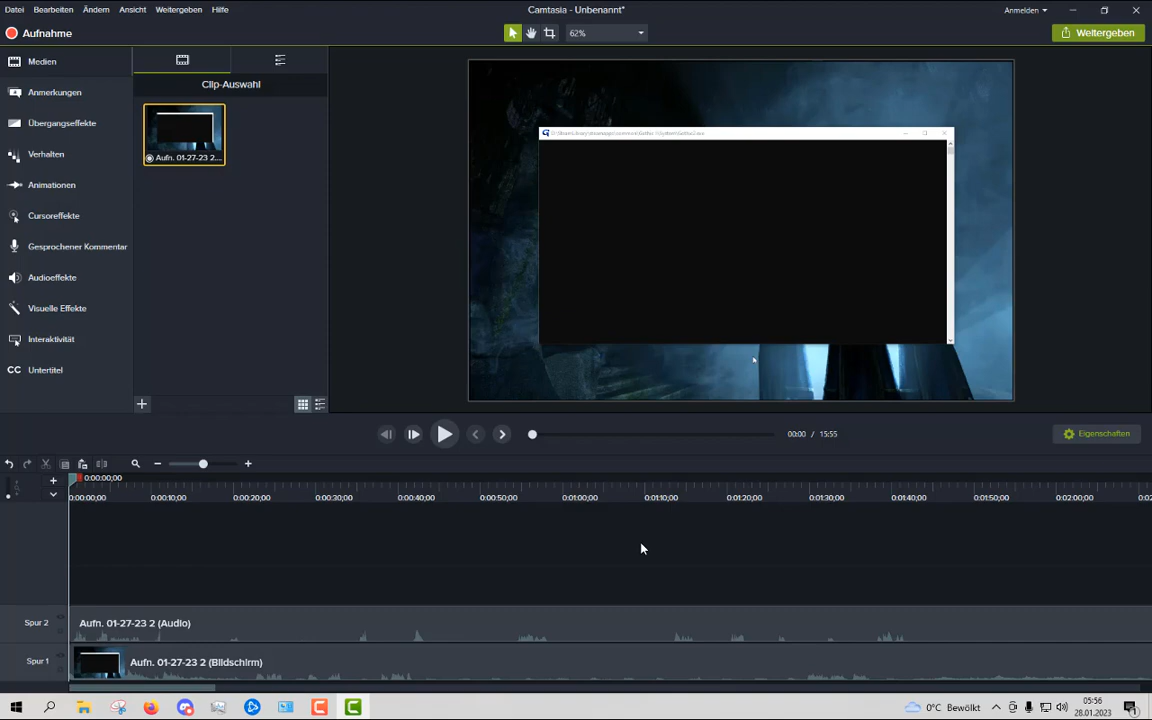 Datei Bearbeiten Ändern Ansicht Weitergeben Hilfe
Camtasia - Unbenannt*
Anmelden
Aufnahme
62%
Weitergeben
Medien
Anmerkungen
Übergangseffekte
Verhalten
Animationen
Cursoreffekte
Gesprochener Kommentar
Audioeffekte
Visuelle Effekte
Interaktivität
CC Untertitel
Clip-Auswahl
Aufn. 01-27-23 2...
00:00 / 15:55
Eigenschaften
0:00:00;00
0:00:00;00 0:00:10;00 0:00:20;00 0:00:30;00 0:00:40;00 0:00:50;00 0:01:00;00 0:01:10;00 0:01:20;00 0:01:30;00 0:01:40;00 0:01:50;00 0:02:00;00
Spur 2
Aufn. 01-27-23 2 (Audio)
Spur 1
Aufn. 01-27-23 2 (Bildschirm)
0°C Bewölkt
05:56
28.01.2023